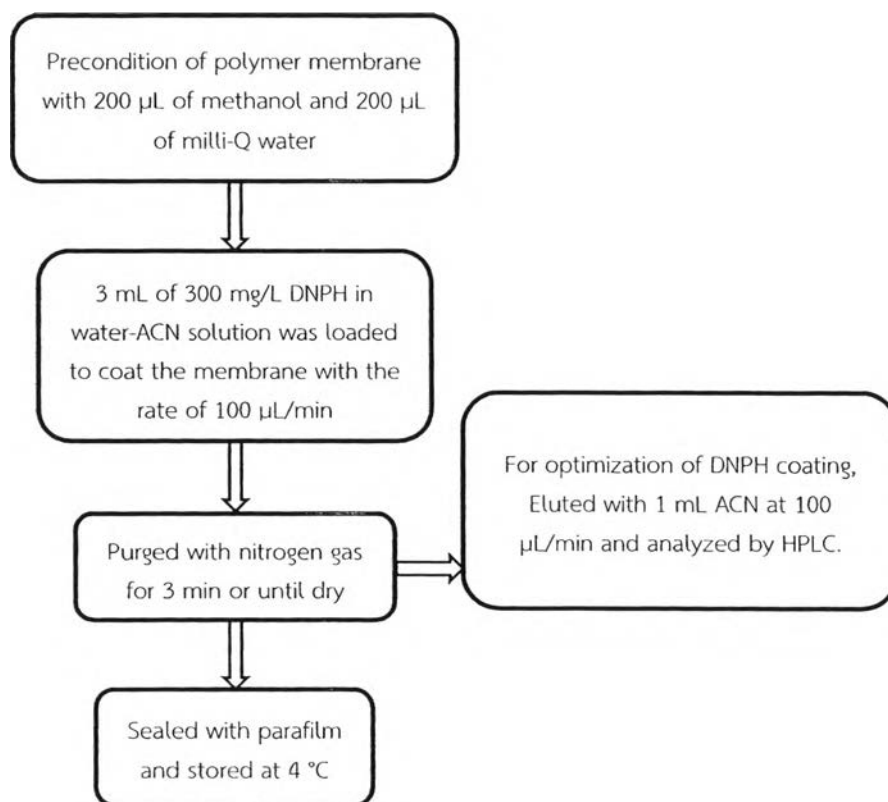 Precondition of polymer membrane
with 200 µL of methanol and 200 µL
of milli-Q water
3 mL of 300 mg/L DNPH in
water-ACN solution was loaded
to coat the membrane with the
rate of 100 µL/min
For optimization of DNPH coating,
Eluted with 1 mL ACN at 100
µL/min and analyzed by HPLC.
Purged with nitrogen gas
for 3 min or until dry
Sealed with parafilm
and stored at 4 °C